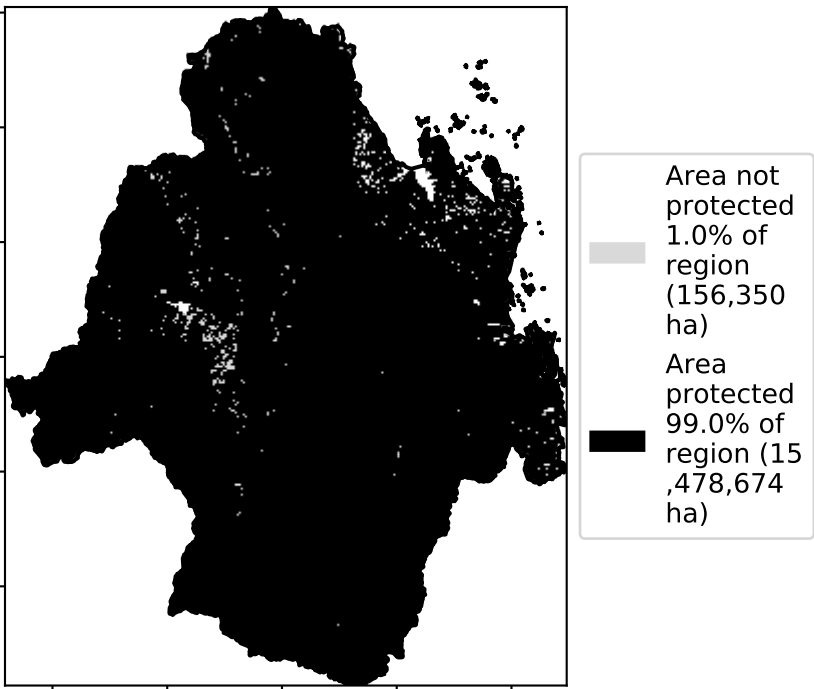 Area not
protected
1.0% of
region
(156,350
ha)
Area
protected
99.0% of
region (15
,478,674
ha)